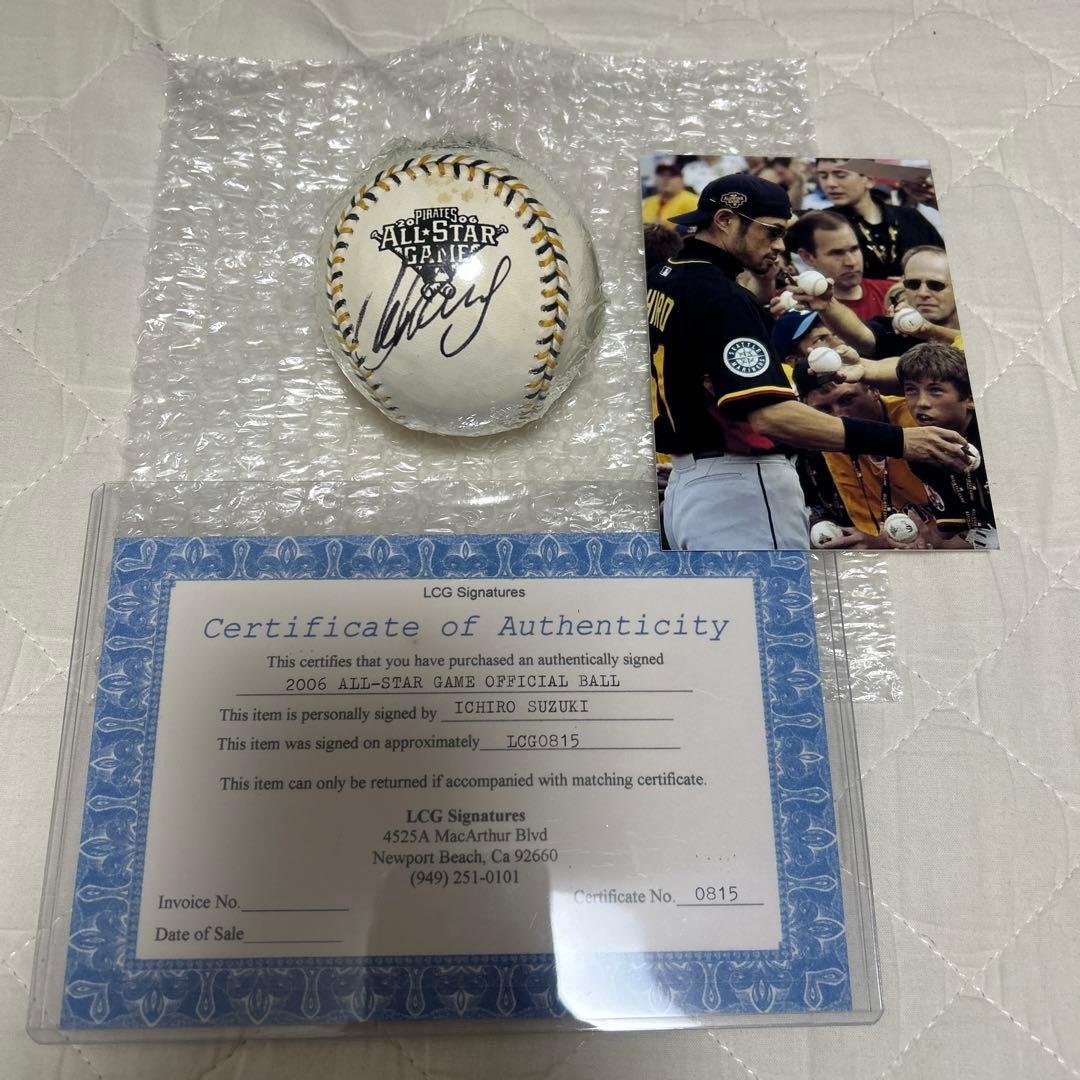 PIRATES
2006
ALL★STAR
GAME
HIRO
SEATTLE
MARINERS
LCG Signatures
Certificate of Authenticity
This certifies that you have purchased an authentically signed
2006 ALL-STAR GAME OFFICIAL BALL
This item is personally signed by ICHIRO SUZUKI
This item was signed on approximately LCG0815
This item can only be returned if accompanied with matching certificate.
LCG Signatures
4525A MacArthur Blvd
Newport Beach, Ca 92660
(949) 251-0101
Invoice No.
Certificate No. 0815
Date of Sale